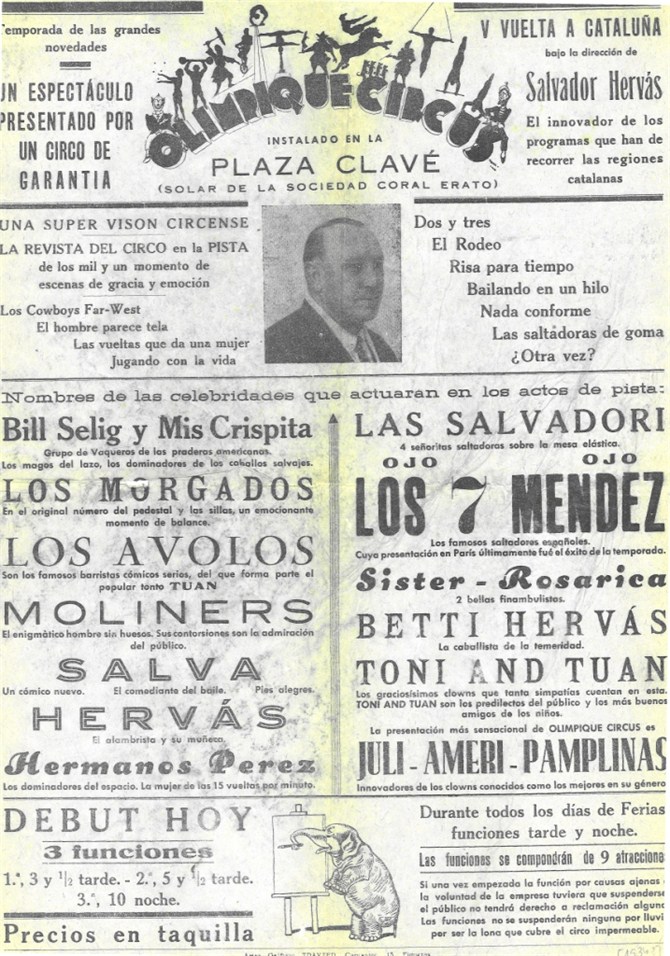 Temporada de las grandes
novedades
UN ESPECTÁCULO
PRESENTADO POR
UN CIRCO DE
GARANTIA
OLIMPIQUE CIRCUS
INSTALADO EN LA
PLAZA CLAVÉ
(SOLAR DE LA SOCIEDAD CORAL ERATO)
V VUELTA A CATALUÑA
bajo la dirección de
Salvador Hervás
El innovador de los
programas que han de
recorrer las regiones
catalanas
UNA SUPER VISON CIRCENSE
LA REVISTA DEL CIRCO en la PISTA
de los mil y un momento de
escenas de gracia y emoción
Los Cowboys Far-West
El hombre parece tela
Las vueltas que da una mujer
Jugando con la vida
Dos y tres
El Rodeo
Risa para tiempo
Bailando en un hilo
Nada conforme
Las saltadoras de goma
¿Otra vez?
Nombres de las celebridades que actuaran en los actos de pista:
Bill Selig y Mis Crispita
Grupo de Vaqueros de las praderas americanas.
Los magos del lazo, los dominadores de los caballos salvajes.
LOS MORGADOS
En el original número del pedestal y las sillas, un emocionante
momento de balance.
LOS AVOLOS
Son los famosos barristas cómicos serios, del que forma parte el
popular tonto TUAN
MOLINERS
El enigmático hombre sin huesos. Sus contorsiones son la admiración
del público.
SALVA
Un cómico nuevo. El comediante del baile. Pies alegres.
HERVÁS
El alambrista y su muñeca.
Hermanos Perez
Los dominadores del espacio. La mujer de las 15 vueltas por minuto.
LAS SALVADORI
4 señoritas saltadoras sobre la mesa elástica.
OJO OJO
LOS 7 MENDEZ
Los famosos saltadores españoles.
Cuya presentación en París últimamente fué el éxito de la temporada.
Sister - Rosarica
2 bellas finambulistas.
BETTI HERVÁS
La caballista de la temeridad.
TONI AND TUAN
Los graciosísimos clowns que tanta simpatías cuentan en esta.
TONI AND TUAN son los predilectos del público y los más buenos
amigos de los niños.
La presentación más sensacional de OLIMPIQUE CIRCUS es
JULI - AMERI - PAMPLINAS
Innovadores de los clowns conocidos como los mejores en su género
DEBUT HOY
3 funciones
1.ª, 3 y 1/2 tarde. - 2.ª, 5 y 1/2 tarde.
3.ª, 10 noche.
Precios en taquilla
Durante todos los días de Ferias
funciones tarde y noche.
Las funciones se compondrán de 9 atraccione
Si una vez empezada la función por causas ajenas
la voluntad de la empresa tuviera que suspenderse
el público no tendrá derecho a reclamación alguna
Las funciones no se suspenderán ninguna por lluvi
por ser la lona que cubre el circo impermeable.